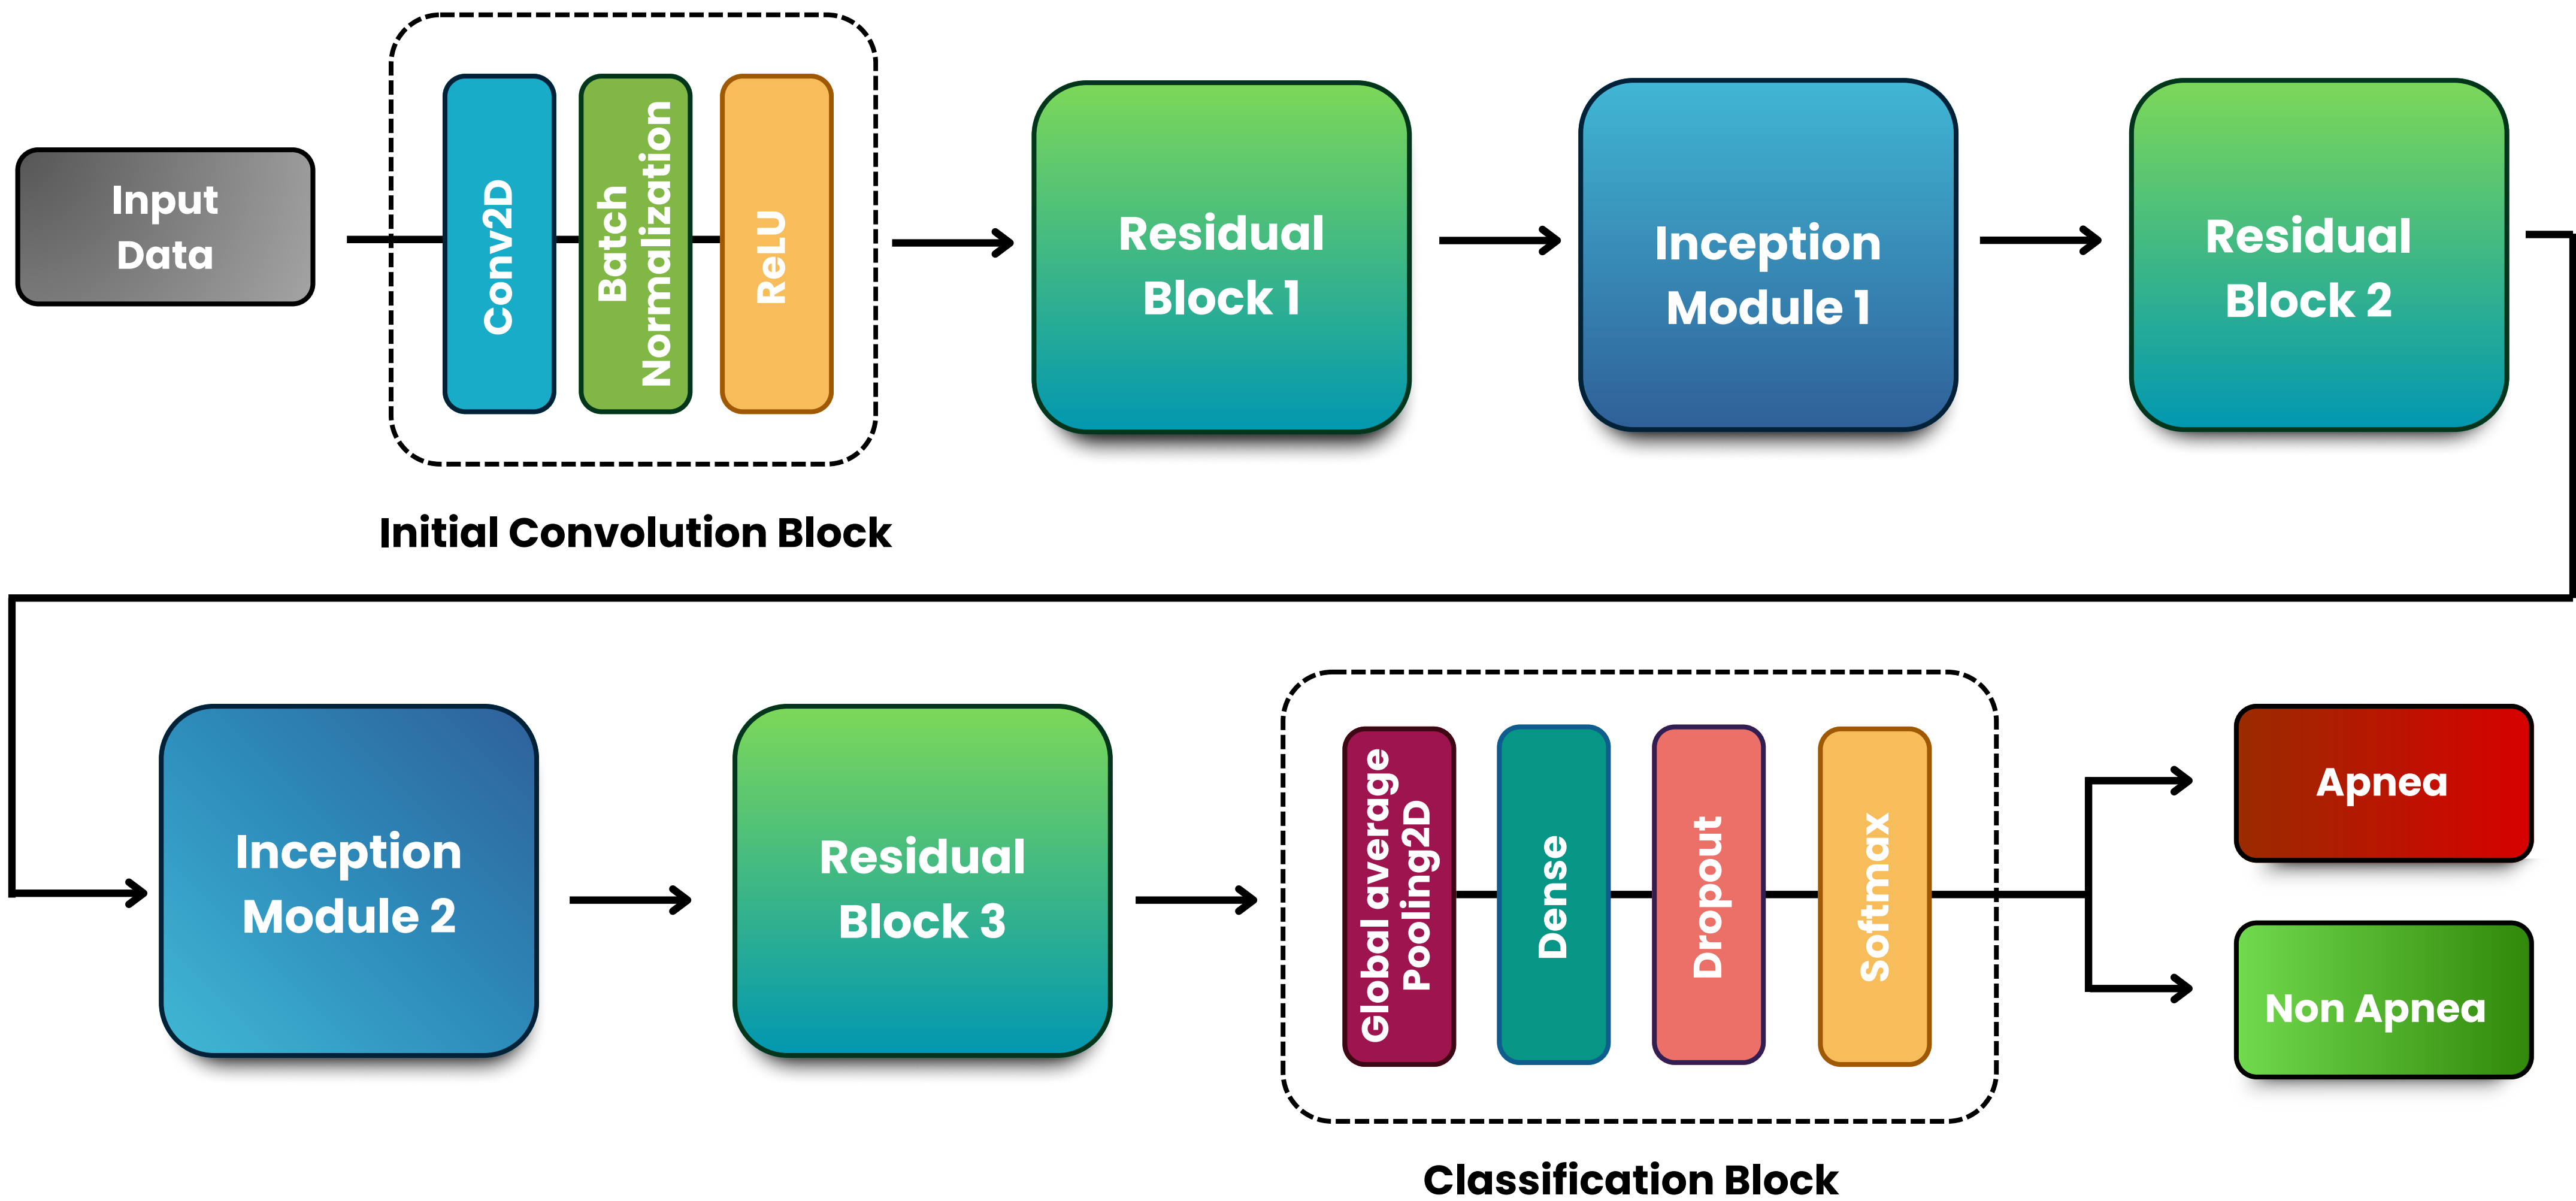 Input
Data
Conv2D
Batch
Normalization
ReLU
Initial Convolution Block
Residual
Block 1
Inception
Module 1
Residual
Block 2
Inception
Module 2
Residual
Block 3
Global average
Pooling2D
Dense
Dropout
Softmax
Classification Block
Apnea
Non Apnea